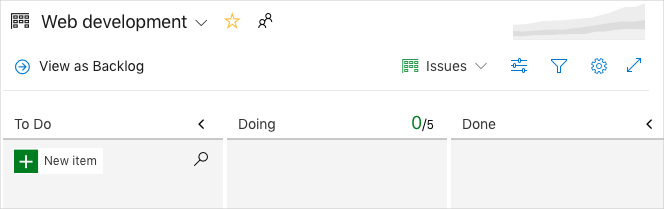 Web development
View as Backlog
Issues
To Do
Doing
0/5
Done
New item